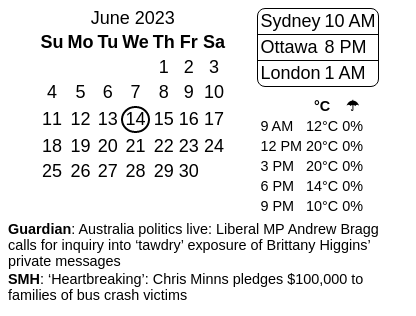 June 2023
Su Mo Tu We Th Fr Sa
1 2 3
4 5 6 7 8 9 10
11 12 13 14 15 16 17
18 19 20 21 22 23 24
25 26 27 28 29 30
Sydney 10 AM
Ottawa 8 PM
London 1 AM
°C ☂
9 AM 12°C 0%
12 PM 20°C 0%
3 PM 20°C 0%
6 PM 14°C 0%
9 PM 10°C 0%
Guardian: Australia politics live: Liberal MP Andrew Bragg
calls for inquiry into ‘tawdry’ exposure of Brittany Higgins’
private messages
SMH: ‘Heartbreaking’: Chris Minns pledges $100,000 to
families of bus crash victims